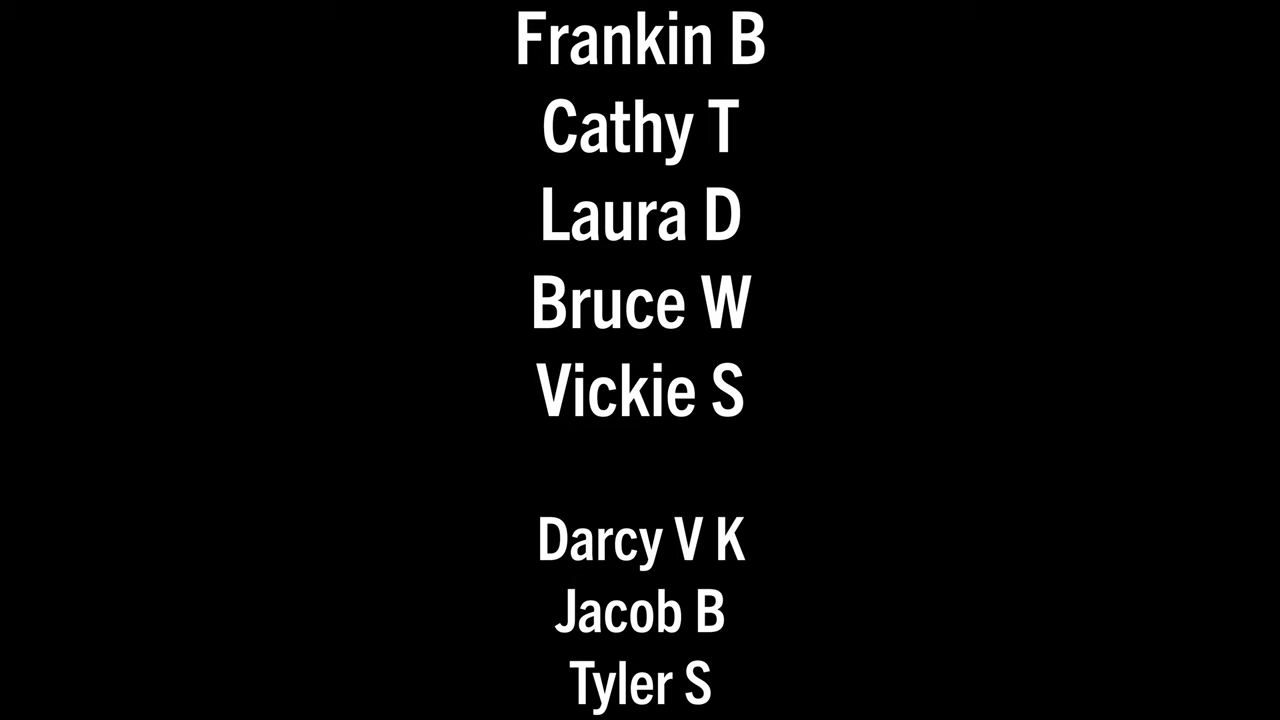 Frankin B
Cathy T
Laura D
Bruce W
Vickie S
Darcy V K
Jacob B
Tyler S